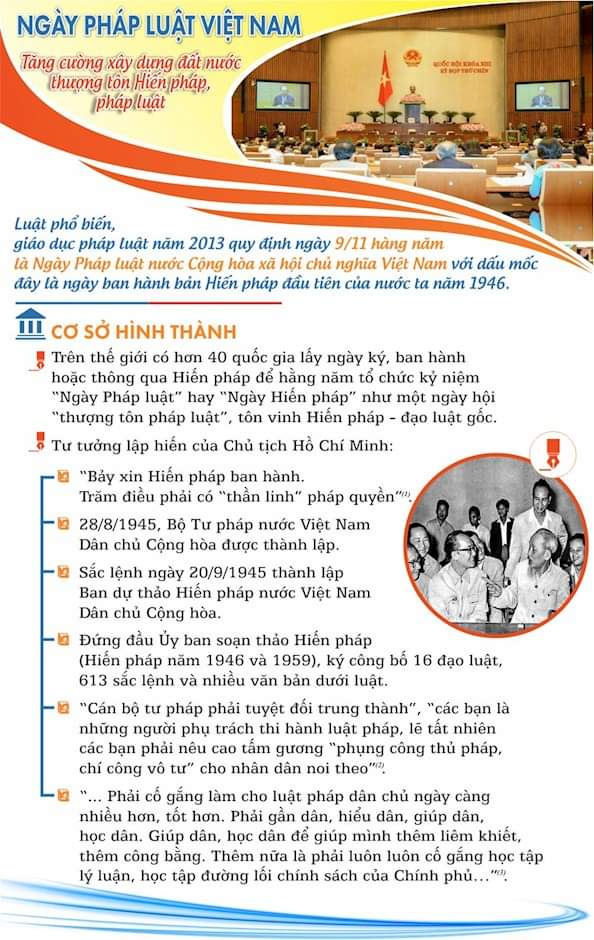 NGÀY PHÁP LUẬT VIỆT NAM
Tăng cường xây dựng đất nước
thượng tôn Hiến pháp,
pháp luật
QUỐC HỘI KHÓA XIII
KỲ HỌP THỨ CHÍN
Luật phổ biến,
giáo dục pháp luật năm 2013 quy định ngày 9/11 hàng năm
là Ngày Pháp luật nước Cộng hòa xã hội chủ nghĩa Việt Nam với dấu mốc
đây là ngày ban hành bản Hiến pháp đầu tiên của nước ta năm 1946.
CƠ SỞ HÌNH THÀNH
Trên thế giới có hơn 40 quốc gia lấy ngày ký, ban hành
hoặc thông qua Hiến pháp để hằng năm tổ chức kỷ niệm
“Ngày Pháp luật” hay “Ngày Hiến pháp” như một ngày hội
“thượng tôn pháp luật”, tôn vinh Hiến pháp – đạo luật gốc.
Tư tưởng lập hiến của Chủ tịch Hồ Chí Minh:
“Bảy xin Hiến pháp ban hành.
Trăm điều phải có “thần linh” pháp quyền”(1).
28/8/1945, Bộ Tư pháp nước Việt Nam
Dân chủ Cộng hòa được thành lập.
Sắc lệnh ngày 20/9/1945 thành lập
Ban dự thảo Hiến pháp nước Việt Nam
Dân chủ Cộng hòa.
Đứng đầu Ủy ban soạn thảo Hiến pháp
(Hiến pháp năm 1946 và 1959), ký công bố 16 đạo luật,
613 sắc lệnh và nhiều văn bản dưới luật.
“Cán bộ tư pháp phải tuyệt đối trung thành”, “các bạn là
những người phụ trách thi hành luật pháp, lẽ tất nhiên
các bạn phải nêu cao tấm gương “phụng công thủ pháp,
chí công vô tư” cho nhân dân noi theo”(2).
“... Phải cố gắng làm cho luật pháp dân chủ ngày càng
nhiều hơn, tốt hơn. Phải gần dân, hiểu dân, giúp dân,
học dân. Giúp dân, học dân để giúp mình thêm liêm khiết,
thêm công bằng. Thêm nữa là phải luôn luôn cố gắng học tập
lý luận, học tập đường lối chính sách của Chính phủ...”(3).